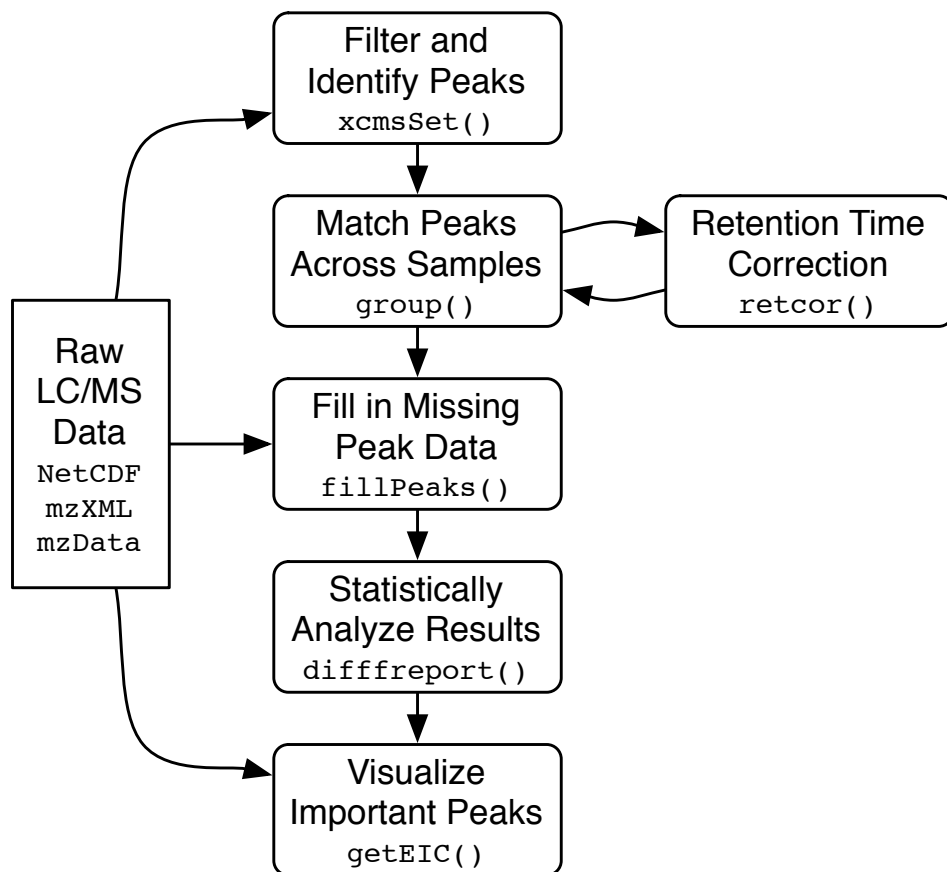 Filter and
Identify Peaks
xcmsSet()
Match Peaks
Across Samples
group()
Retention Time
Correction
retcor()
Raw
LC/MS
Data
NetCDF
mzXML
mzData
Fill in Missing
Peak Data
fillPeaks()
Statistically
Analyze Results
difffreport()
Visualize
Important Peaks
getEIC()